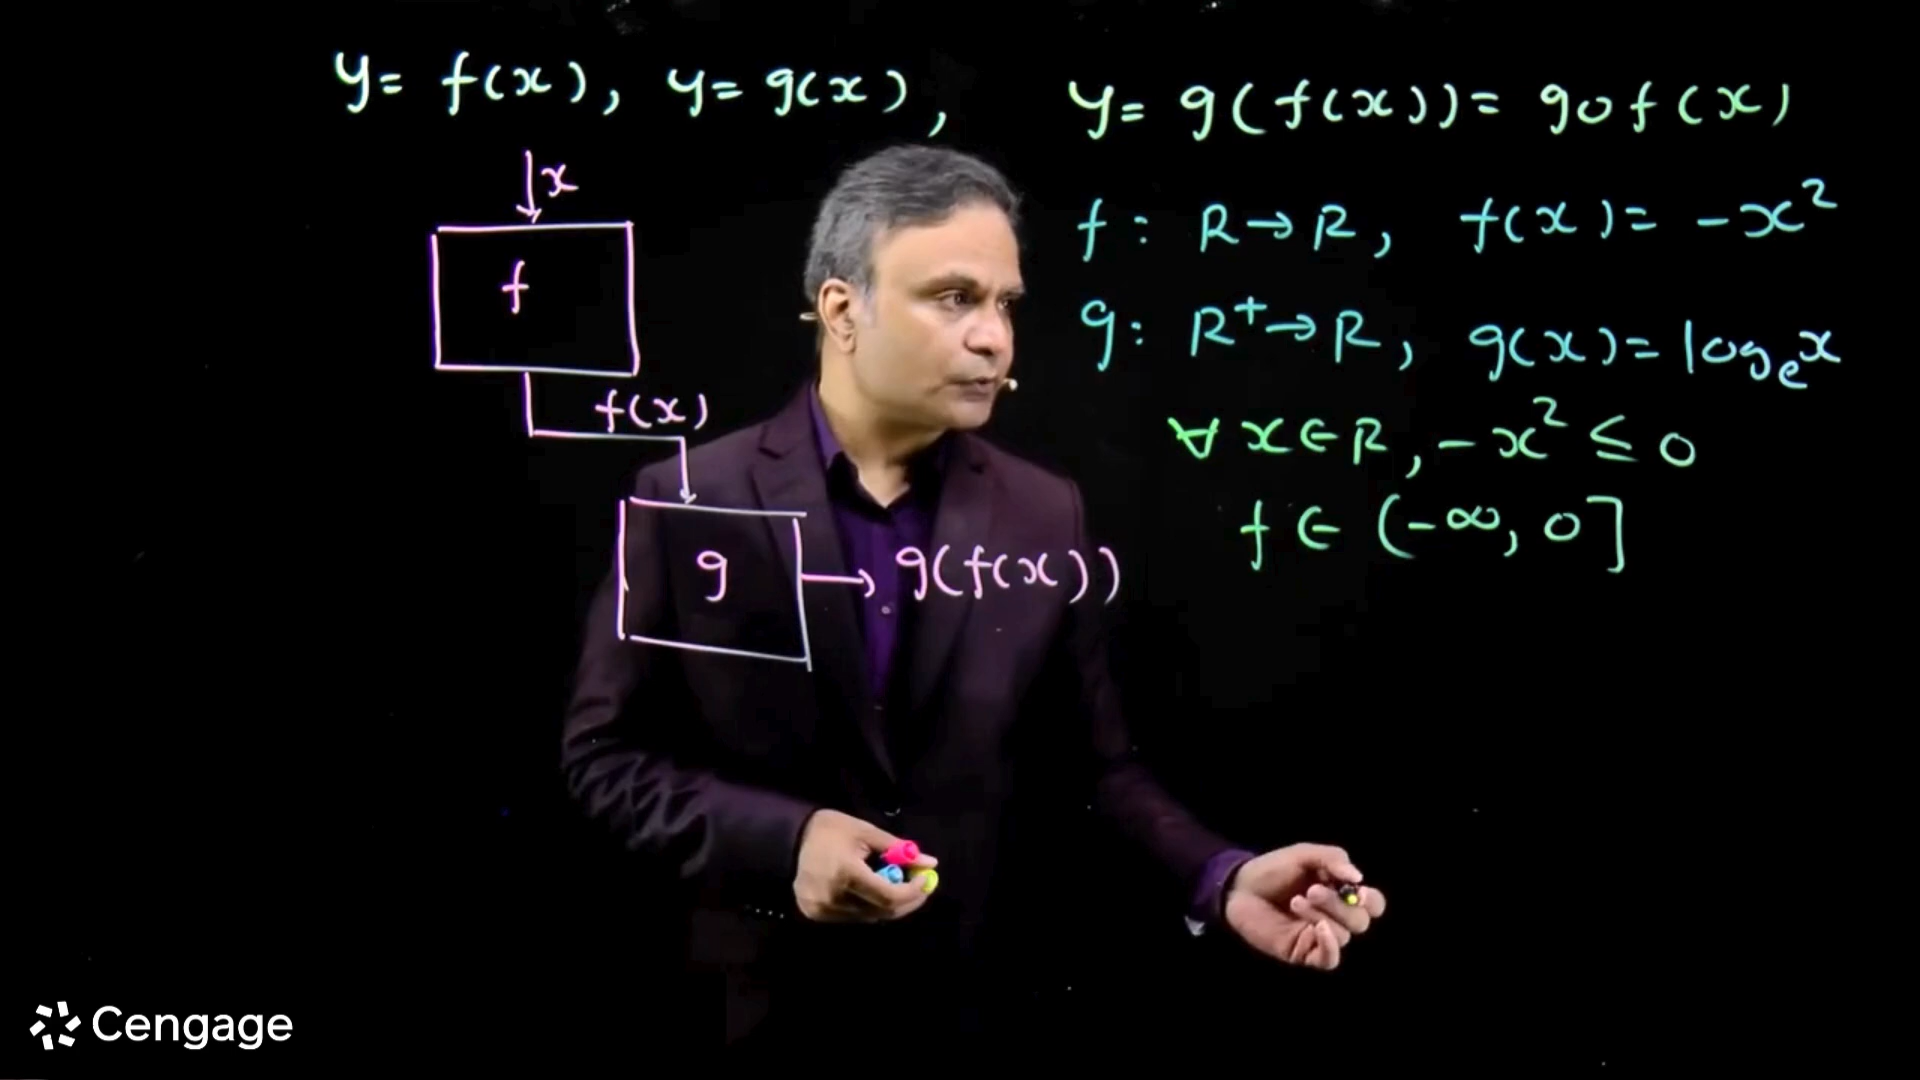 y= f(x), y= g(x), y= g(f(x))= gof(x)
x
f
f(x)
g
g(f(x))
f: R→R, f(x)= -x²
g: R⁺→R, g(x)= logₑx
∀ x∈R, -x² ≤ 0
f ∈ (-∞, 0]
Cengage